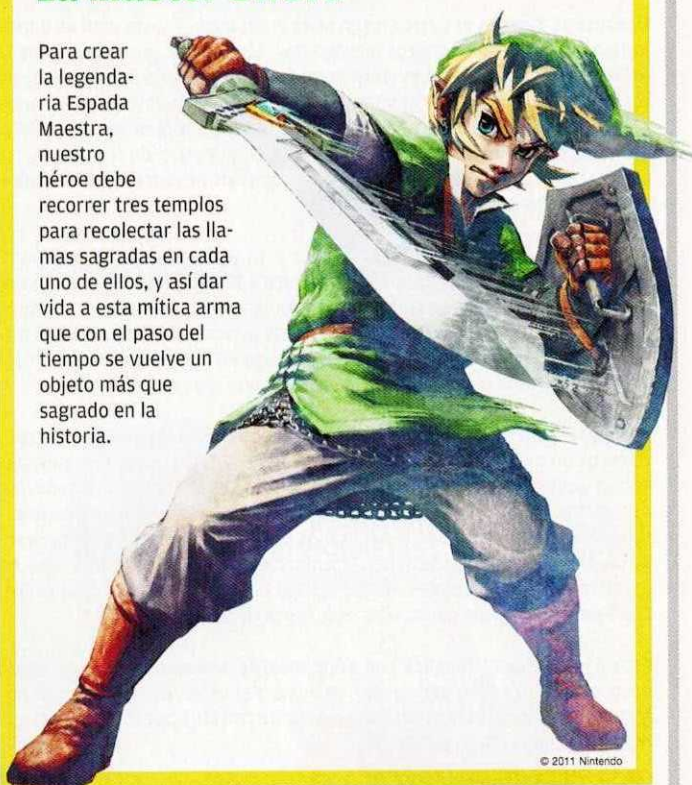 Para crear
la legenda-
ria Espada
Maestra,
nuestro
héroe debe
recorrer tres templos
para recolectar las lla-
mas sagradas en cada
uno de ellos, y así dar
vida a esta mítica arma
que con el paso del
tiempo se vuelve un
objeto más que
sagrado en la
historia.
© 2011 Nintendo